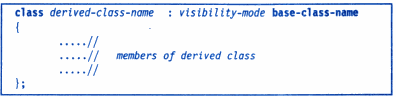 class derived-class-name : visibility-mode base-class-name
{
.....//
.....// members of derived class
.....//
};